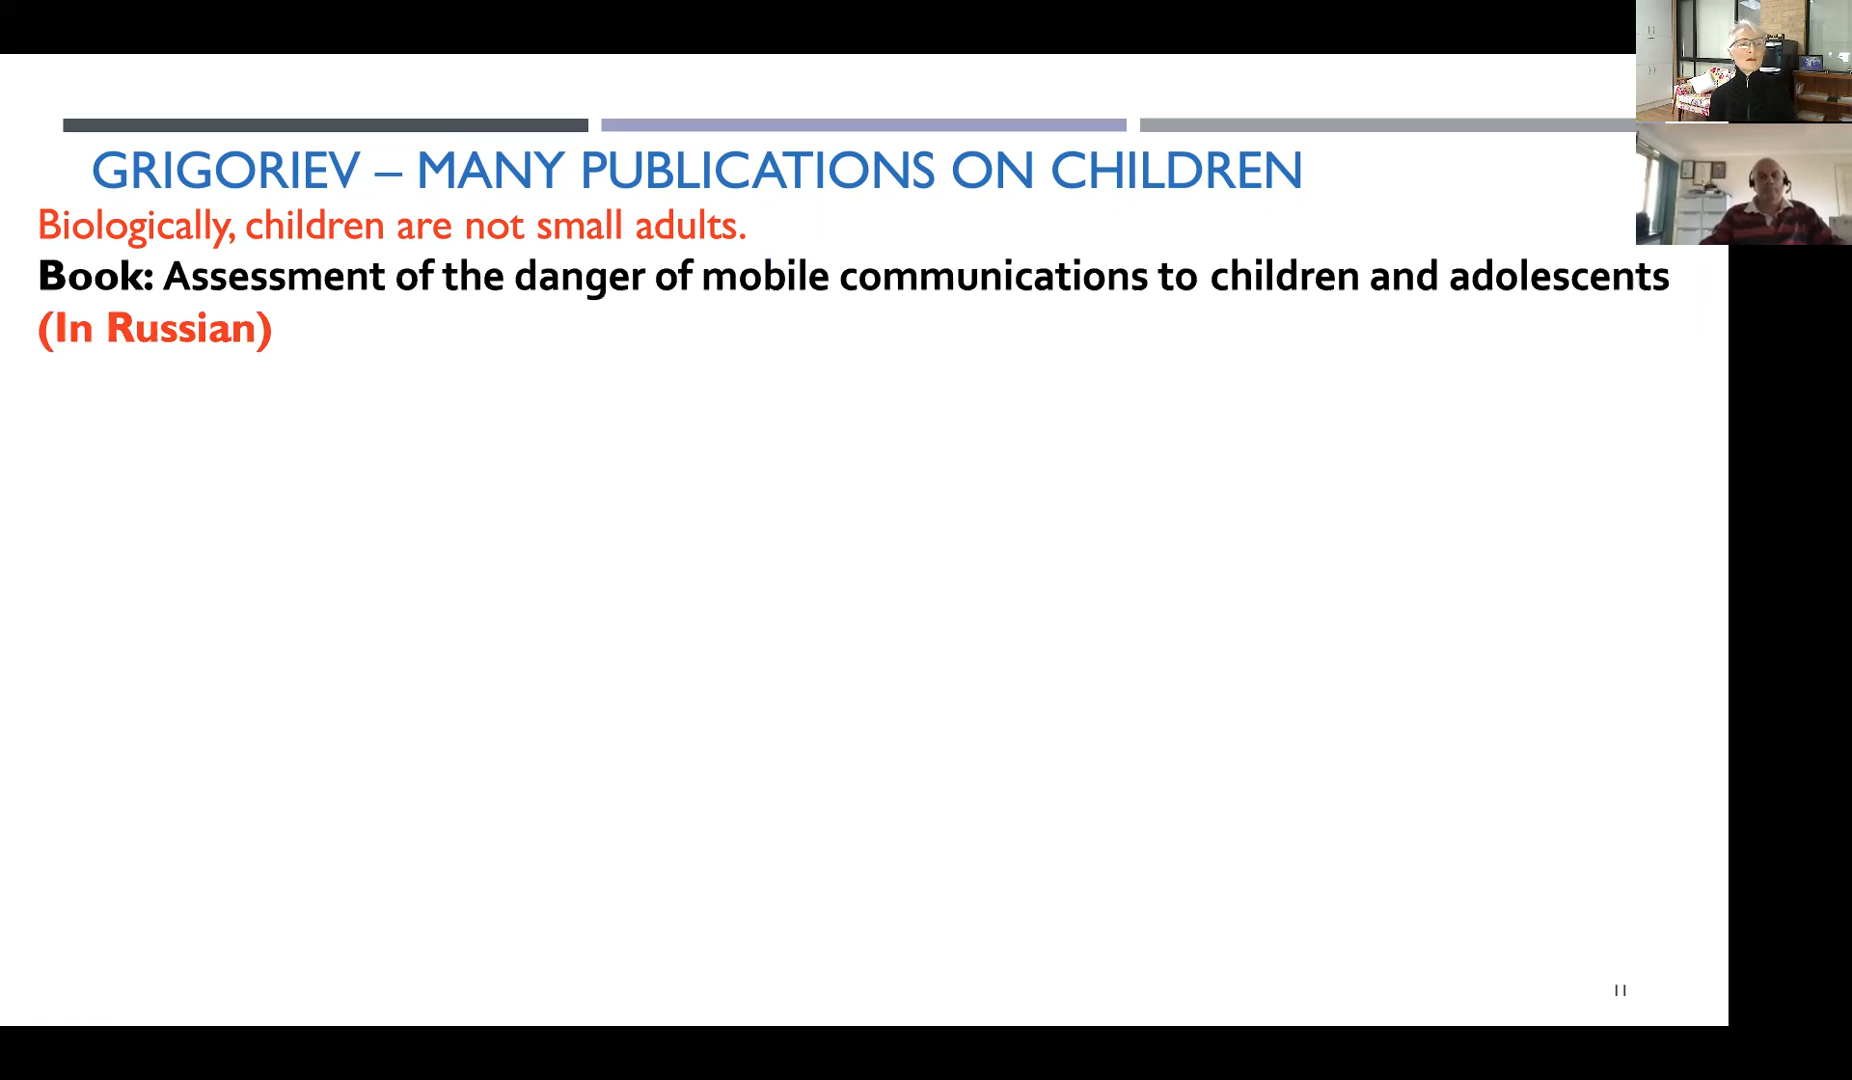 GRIGORIEV – MANY PUBLICATIONS ON CHILDREN
Biologically, children are not small adults.
Book: Assessment of the danger of mobile communications to children and adolescents
(In Russian)
11